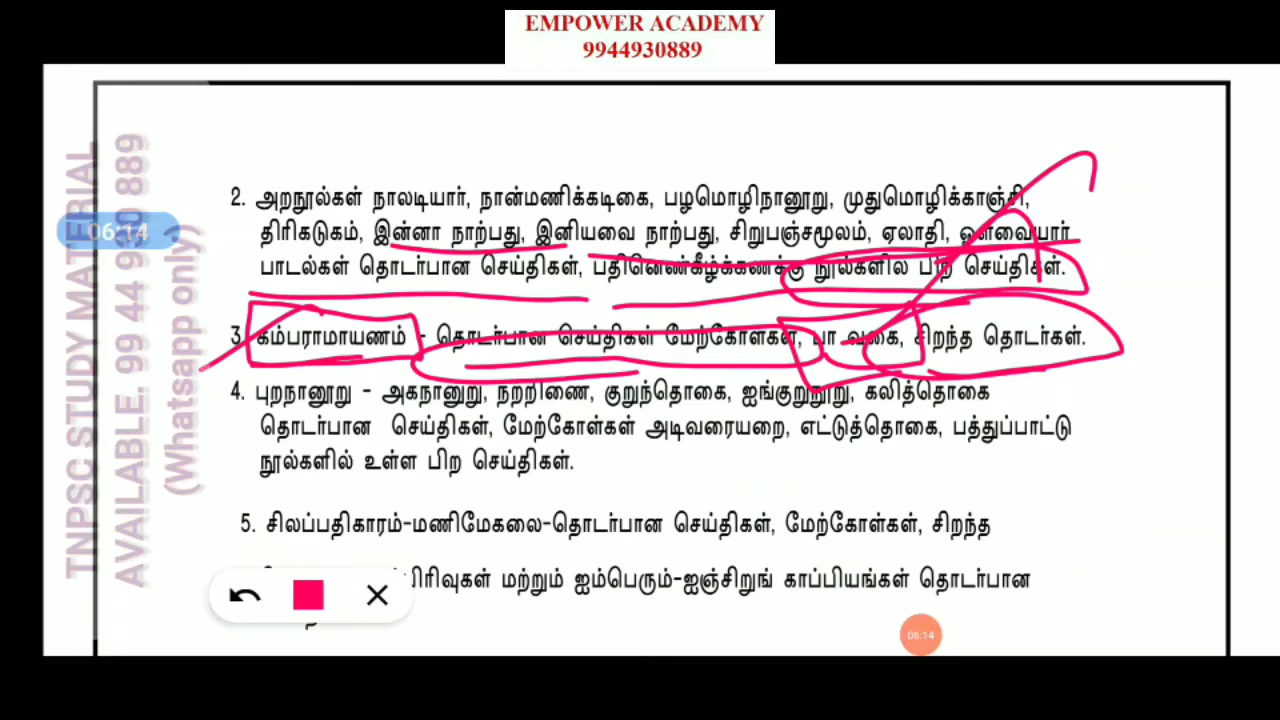 EMPOWER ACADEMY
9944930889
TNPSC STUDY MATERIAL
AVAILABLE. 99 44 930 889
(Whatsapp only)
06:14
2. அறநூல்கள் நாலடியார், நான்மணிக்கடிகை, பழமொழிநானூறு, முதுமொழிக்காஞ்சி,
திரிகடுகம், இன்னா நாற்பது, இனியவை நாற்பது, சிறுபஞ்சமூலம், ஏலாதி, ஔவையார்
பாடல்கள் தொடர்பான செய்திகள், பதினெண்கீழ்க்கணக்கு நூல்களில் பிற செய்திகள்.
3. கம்பராமாயணம் - தொடர்பான செய்திகள் மேற்கோள்கள், பா வகை, சிறந்த தொடர்கள்.
4. புறநானூறு - அகநானுறு, நற்றிணை, குறுந்தொகை, ஐங்குறுநூறு, கலித்தொகை
தொடர்பான செய்திகள், மேற்கோள்கள் அடிவரையறை, எட்டுத்தொகை, பத்துப்பாட்டு
நூல்களில் உள்ள பிற செய்திகள்.
5. சிலப்பதிகாரம்-மணிமேகலை-தொடர்பான செய்திகள், மேற்கோள்கள், சிறந்த
மற்றும் ஐம்பெரும்-ஐஞ்சிறுங் காப்பியங்கள் தொடர்பான
06:14